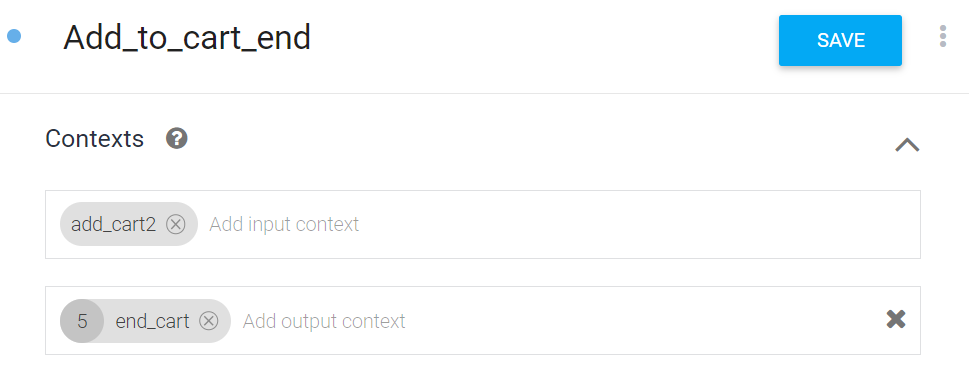 Add_to_cart_end
SAVE
Contexts ?
add_cart2 Add input context
5 end_cart Add output context